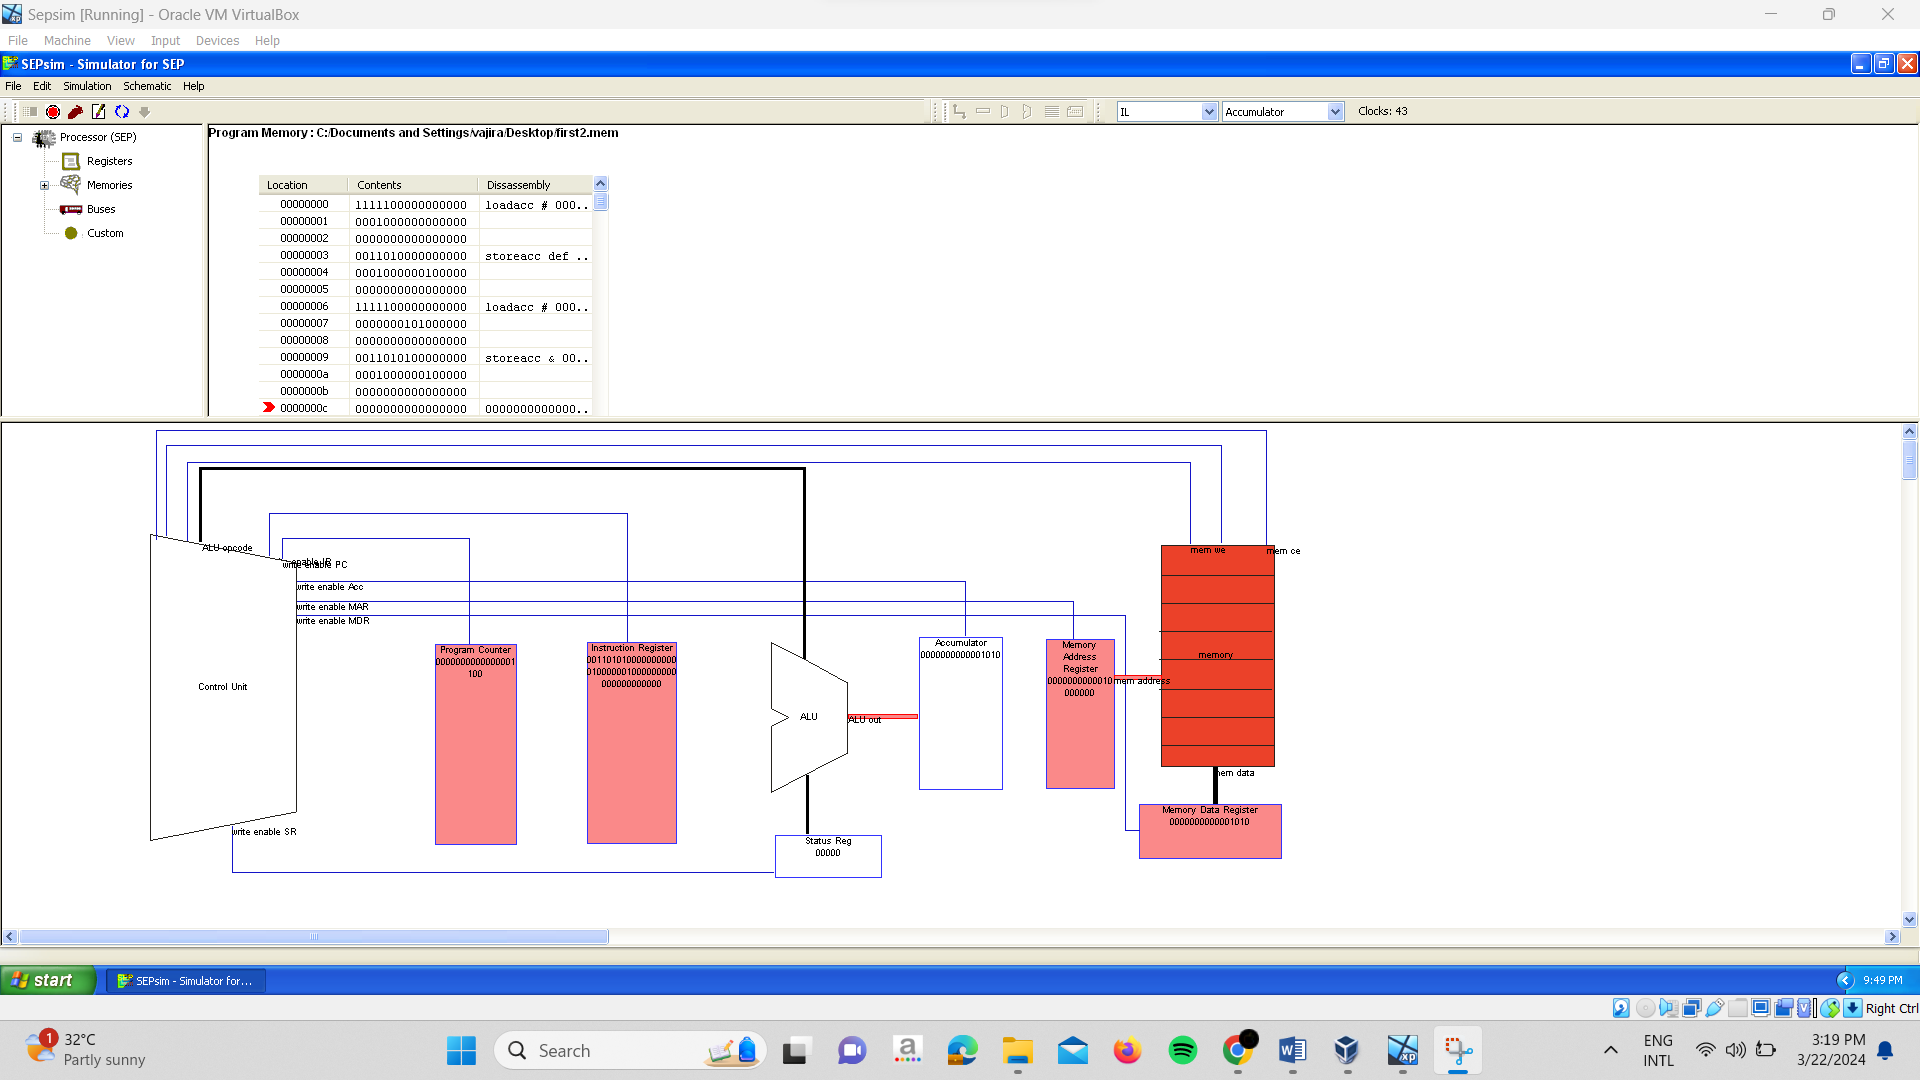 Sepsim [Running] - Oracle VM VirtualBox
File Machine View Input Devices Help
SEPsim - Simulator for SEP
File Edit Simulation Schematic Help
IL Accumulator Clocks: 43
Processor (SEP)
Registers
Memories
Buses
Custom
Program Memory : C:/Documents and Settings/vajira/Desktop/first2.mem
Location Contents Dissassembly
00000000 1111100000000000 loadacc # 000..
00000001 0001000000000000
00000002 0000000000000000
00000003 0011010000000000 storeacc def ..
00000004 0001000000100000
00000005 0000000000000000
00000006 1111100000000000 loadacc # 000..
00000007 0000000101000000
00000008 0000000000000000
00000009 0011010100000000 storeacc & 00..
0000000a 0001000000100000
0000000b 0000000000000000
0000000c 0000000000000000 0000000000000...
ALU opcode
enable IR
write enable PC
write enable Acc
write enable MAR
write enable MDR
Control Unit
write enable SR
Program Counter
0000000000000001
100
Instruction Register
0011010100000000
0100000010000000
000000000000
ALU
ALU out
Status Reg
00000
Accumulator
0000000000001010
Memory
Address
Register
0000000000010
000000
mem address
mem we
mem ce
memory
mem data
Memory Data Register
0000000000001010
start
SEPsim - Simulator for...
9:49 PM
Right Ctrl
1
32°C
Partly sunny
Search
ENG
INTL
3:19 PM
3/22/2024